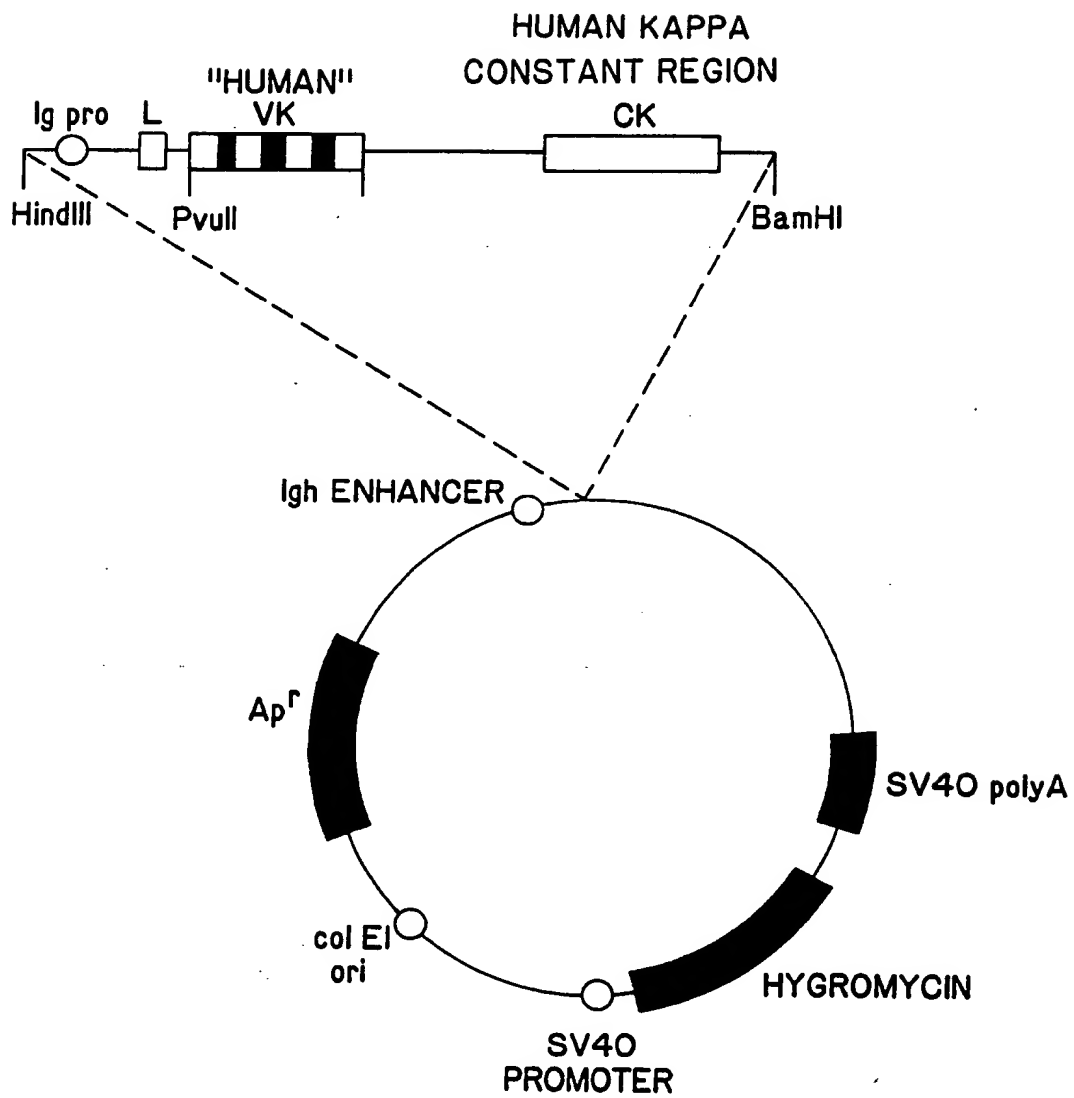 HUMAN KAPPA
CONSTANT REGION
CK
"HUMAN"
VK
Ig pro
L
HindIII
PvuII
BamHI
Igh ENHANCER
Apr
SV40 polyA
col EI
ori
HYGROMYCIN
SV40
PROMOTER